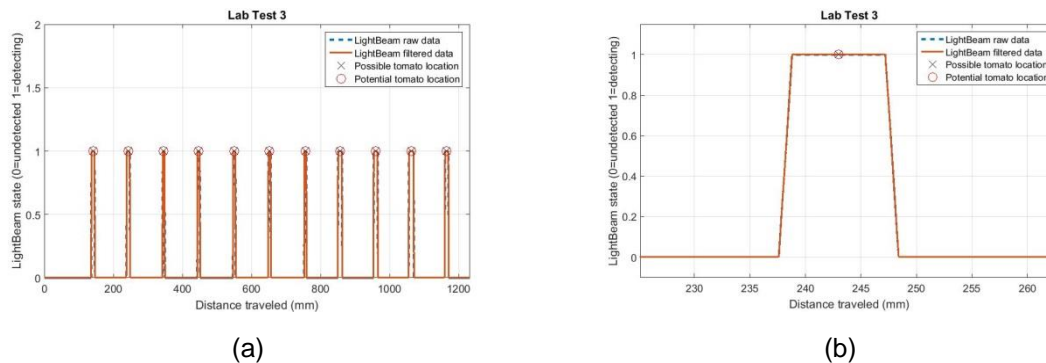 Lab Test 3
2
1.5
1
0.5
0
LightBeam state (0=undetected 1=detecting)
LightBeam raw data
LightBeam filtered data
Possible tomato location
Potential tomato location
0 200 400 600 800 1000 1200
Distance traveled (mm)
(a)
Lab Test 3
1
0.8
0.6
0.4
0.2
0
LightBeam state (0=undetected 1=detecting)
LightBeam raw data
LightBeam filtered data
Possible tomato location
Potential tomato location
230 235 240 245 250 255 260
Distance traveled (mm)
(b)